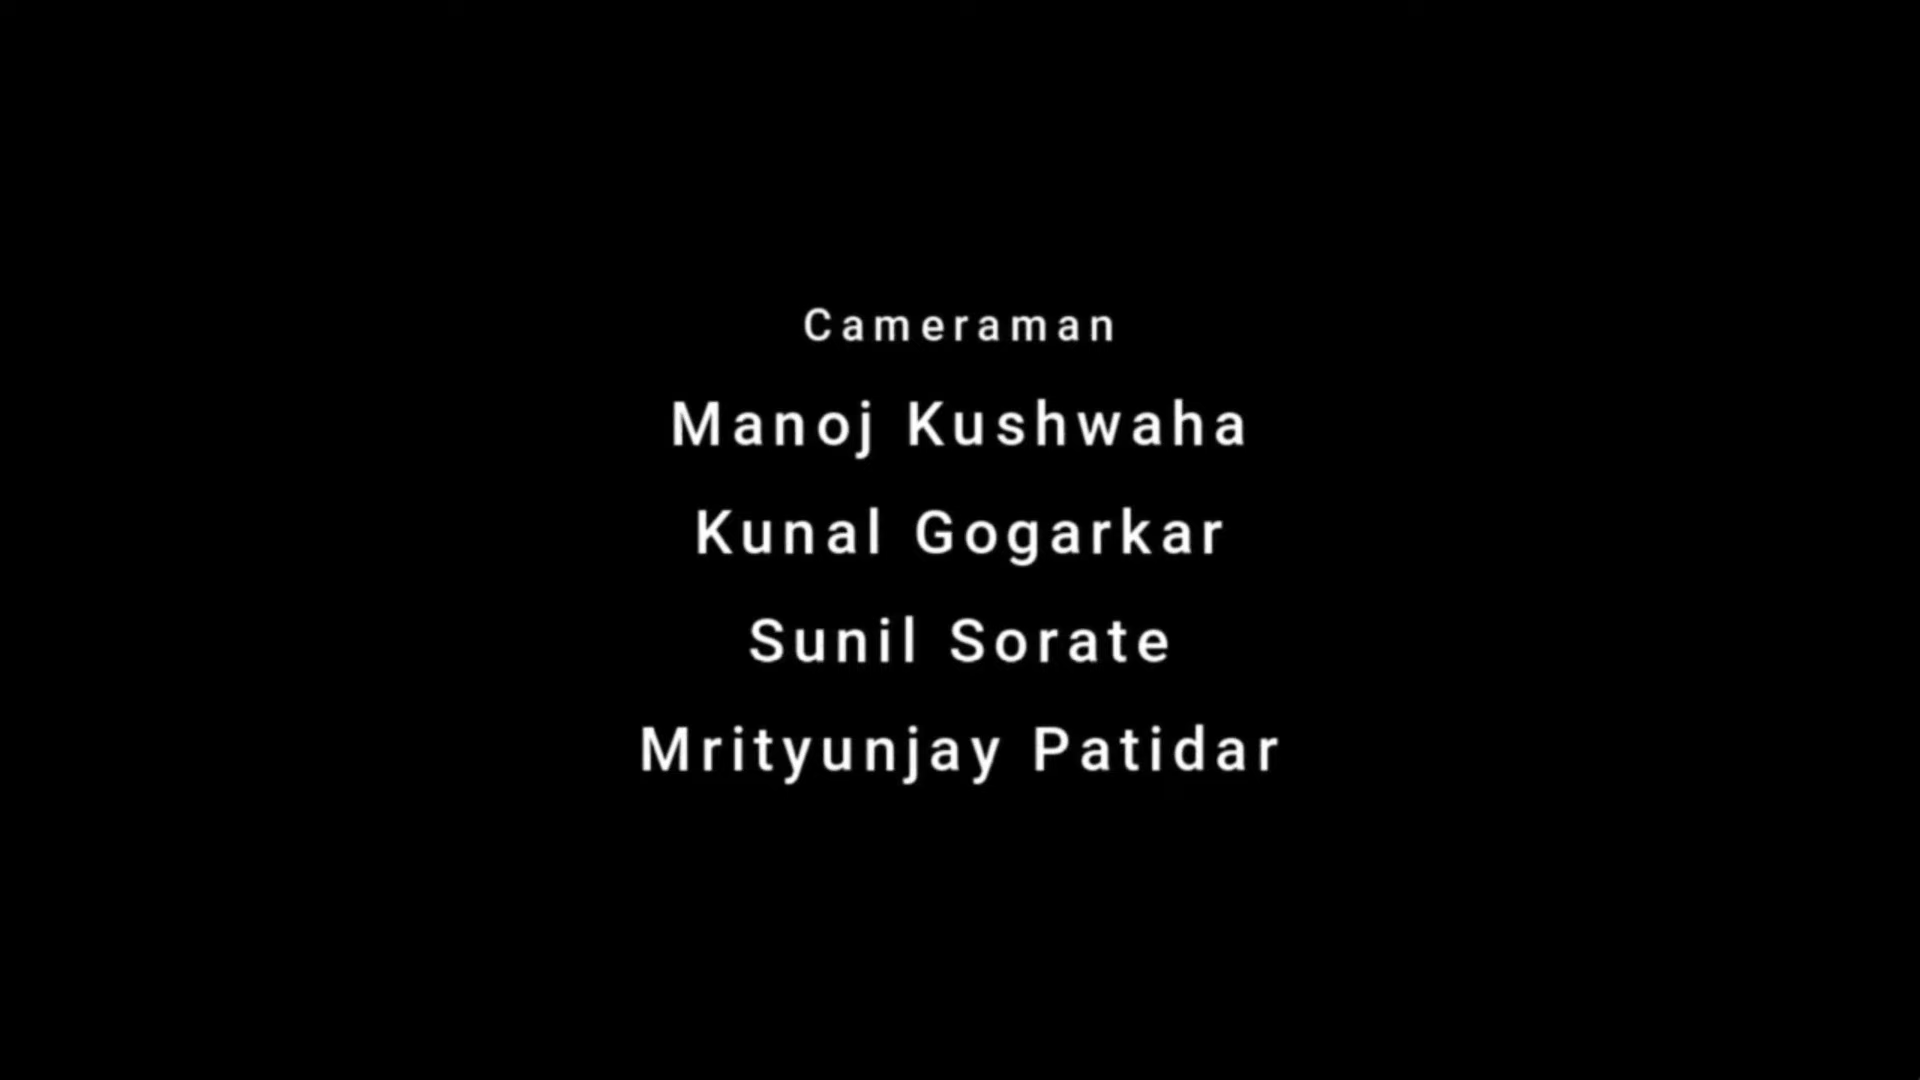 Cameraman
Manoj Kushwaha
Kunal Gogarkar
Sunil Sorate
Mrityunjay Patidar